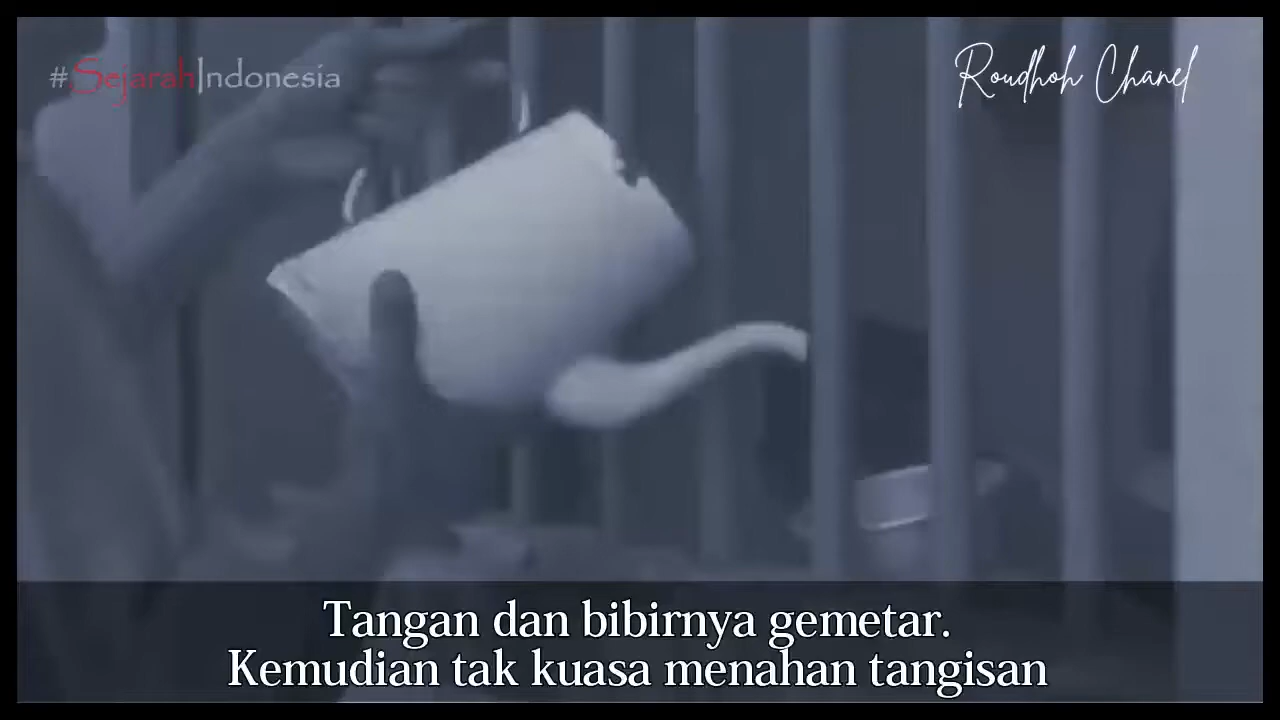 #SejarahIndonesia
Roudhoh Chanel
Tangan dan bibirnya gemetar.
Kemudian tak kuasa menahan tangisan